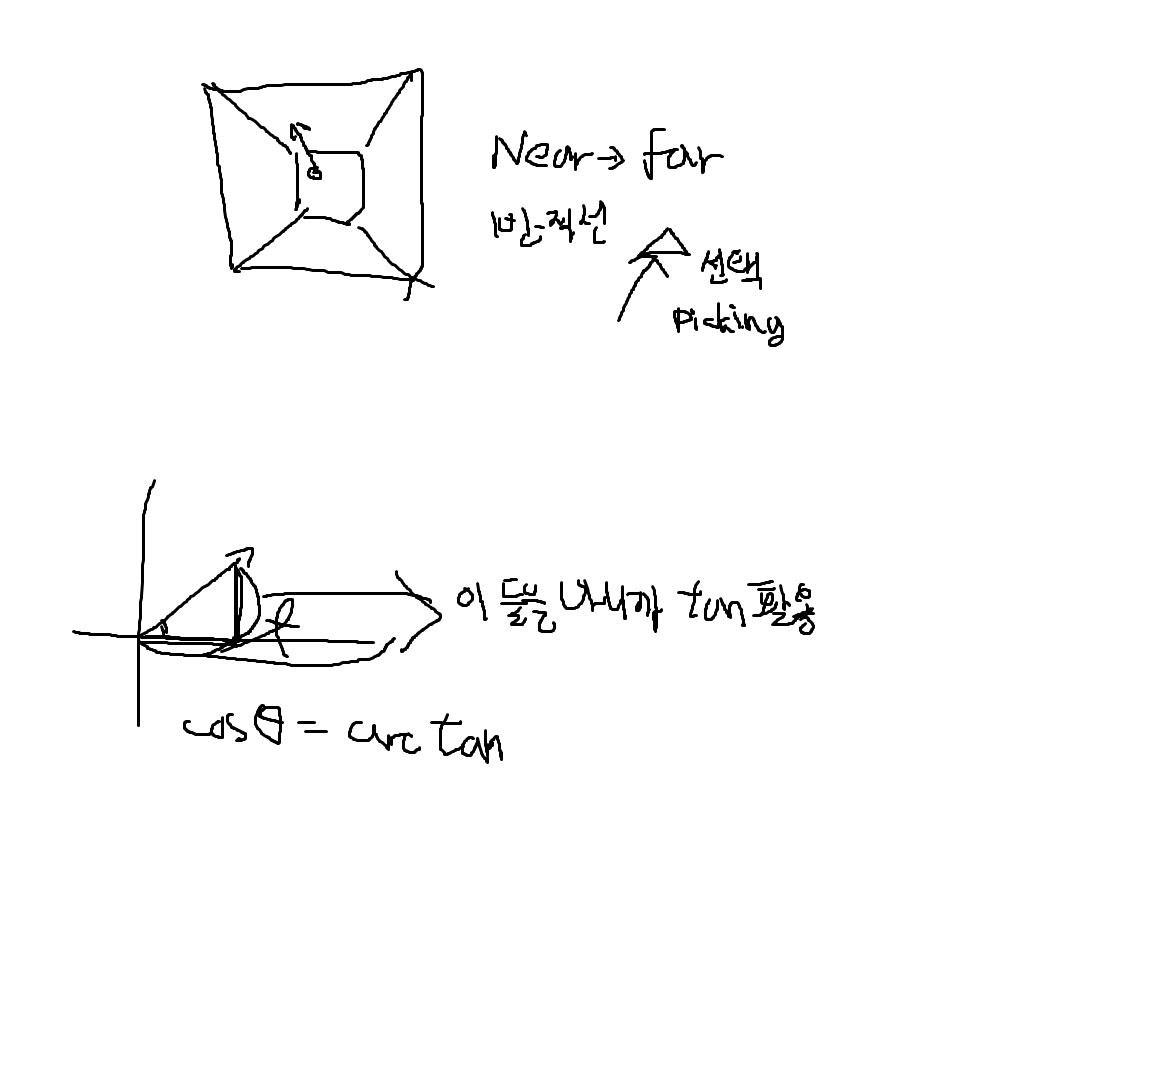 Near → far
반직선
선택
Picking
이 둘을 나누니까 tan 활용
cosθ = arc tan